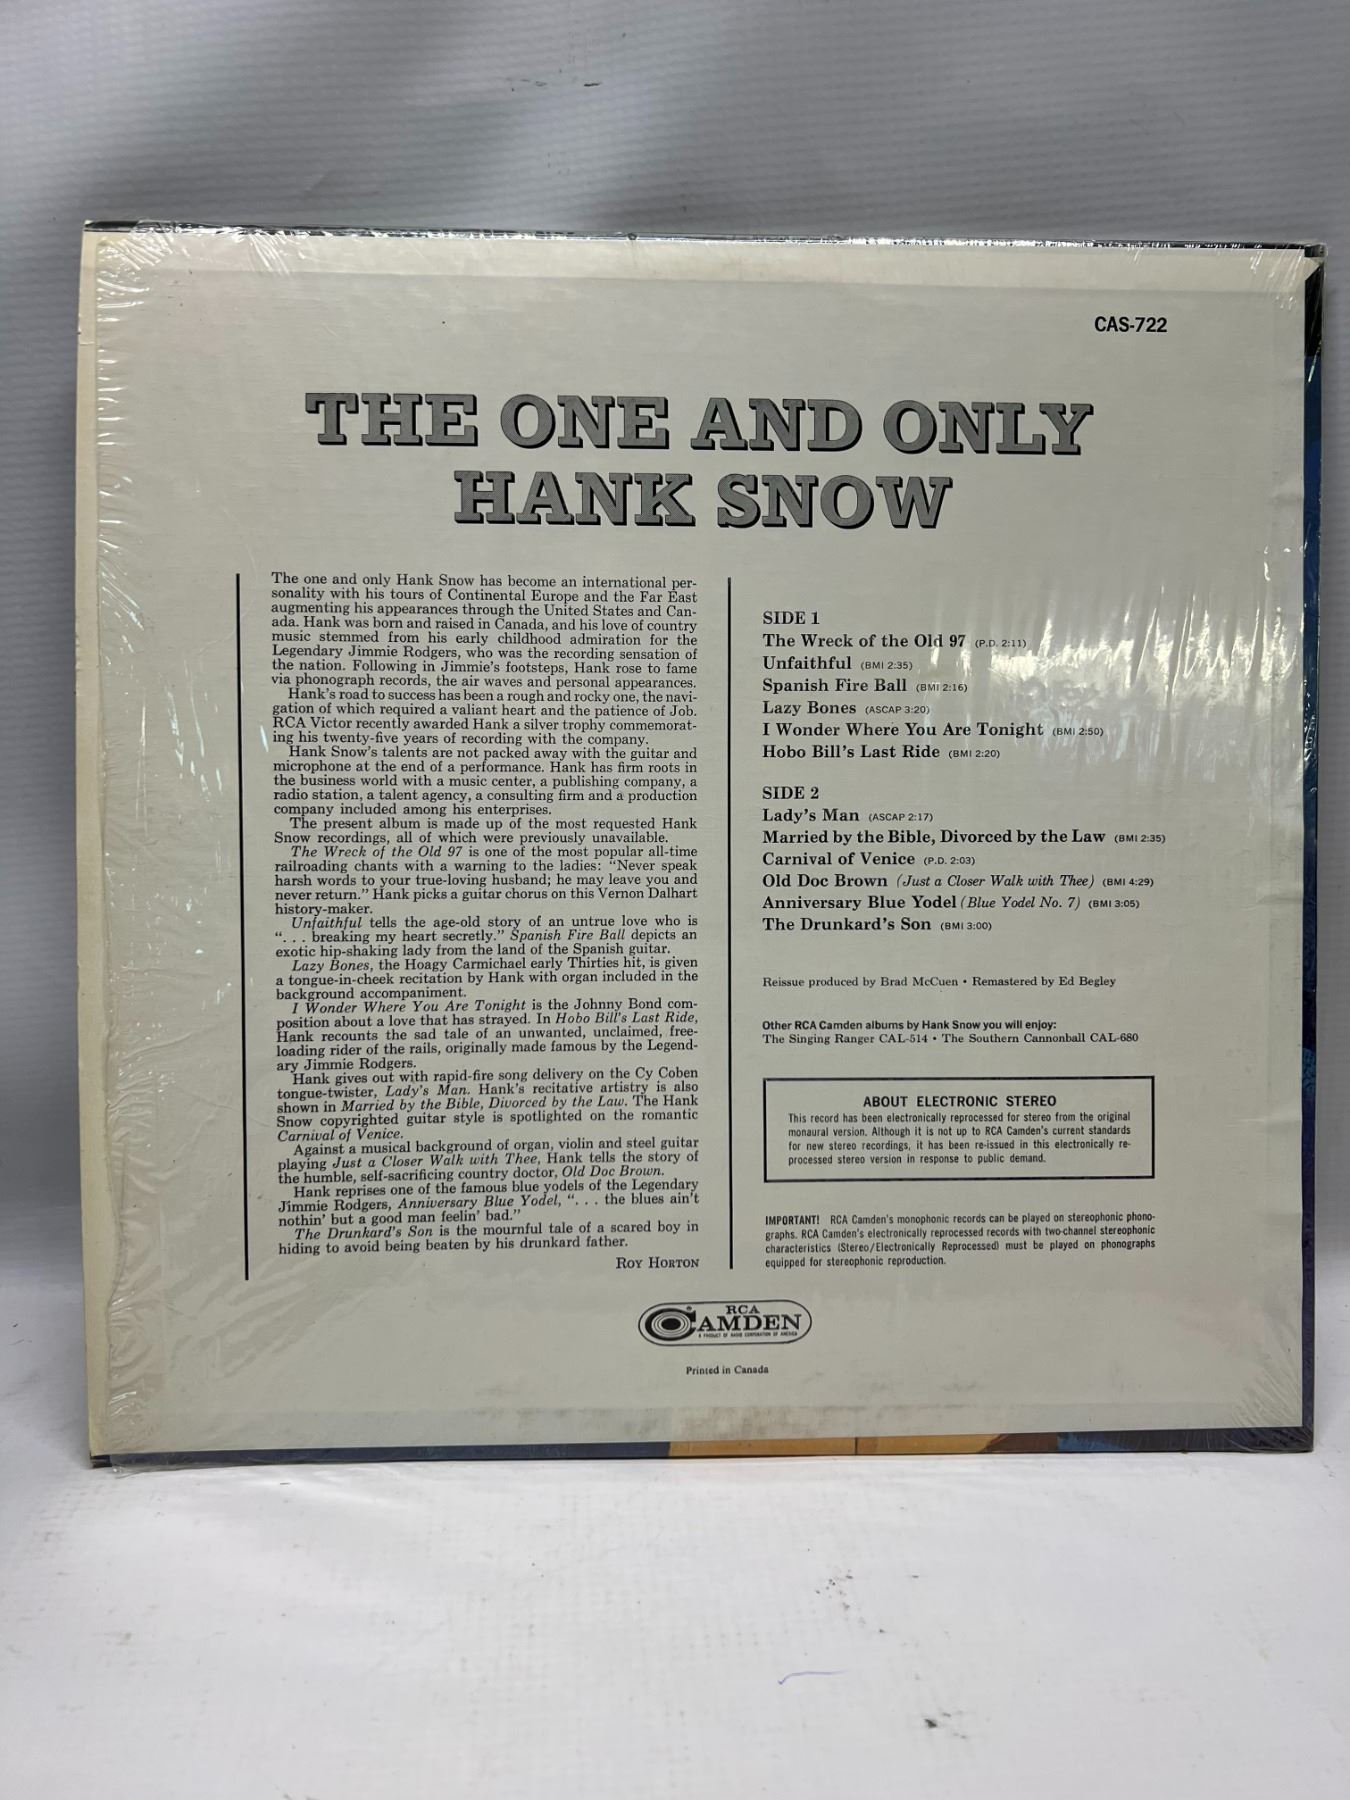 CAS-722
THE ONE AND ONLY
HANK SNOW
The one and only Hank Snow has become an international per-
sonality with his tours of Continental Europe and the Far East
augmenting his appearances through the United States and Can-
ada. Hank was born and raised in Canada, and his love of country
music stemmed from his early childhood admiration for the
Legendary Jimmie Rodgers, who was the recording sensation of
the nation. Following in Jimmie's footsteps, Hank rose to fame
via phonograph records, the air waves and personal appearances.
Hank's road to success has been a rough and rocky one, the navi-
gation of which required a valiant heart and the patience of Job.
RCA Victor recently awarded Hank a silver trophy commemorat-
ing his twenty-five years of recording with the company.
Hank Snow's talents are not packed away with the guitar and
microphone at the end of a performance. Hank has firm roots in
the business world with a music center, a publishing company, a
radio station, a talent agency, a consulting firm and a production
company included among his enterprises.
The present album is made up of the most requested Hank
Snow recordings, all of which were previously unavailable.
The Wreck of the Old 97 is one of the most popular all-time
railroading chants with a warning to the ladies: "Never speak
harsh words to your true-loving husband; he may leave you and
never return." Hank picks a guitar chorus on this Vernon Dalhart
history-maker.
Unfaithful tells the age-old story of an untrue love who is
". . . breaking my heart secretly." Spanish Fire Ball depicts an
exotic hip-shaking lady from the land of the Spanish guitar.
Lazy Bones, the Hoagy Carmichael early Thirties hit, is given
a tongue-in-cheek recitation by Hank with organ included in the
background accompaniment.
I Wonder Where You Are Tonight is the Johnny Bond com-
position about a love that has strayed. In Hobo Bill's Last Ride,
Hank recounts the sad tale of an unwanted, unclaimed, free-
loading rider of the rails, originally made famous by the Legend-
ary Jimmie Rodgers.
Hank gives out with rapid-fire song delivery on the Cy Coben
tongue-twister, Lady's Man. Hank's recitative artistry is also
shown in Married by the Bible, Divorced by the Law. The Hank
Snow copyrighted guitar style is spotlighted on the romantic
Carnival of Venice.
Against a musical background of organ, violin and steel guitar
playing Just a Closer Walk with Thee, Hank tells the story of
the humble, self-sacrificing country doctor, Old Doc Brown.
Hank reprises one of the famous blue yodels of the Legendary
Jimmie Rodgers, Anniversary Blue Yodel, ". . . the blues ain't
nothin' but a good man feelin' bad."
The Drunkard's Son is the mournful tale of a scared boy in
hiding to avoid being beaten by his drunkard father.
ROY HORTON
SIDE 1
The Wreck of the Old 97 (P.D. 2:11)
Unfaithful (BMI 2:35)
Spanish Fire Ball (BMI 2:16)
Lazy Bones (ASCAP 3:20)
I Wonder Where You Are Tonight (BMI 2:50)
Hobo Bill's Last Ride (BMI 2:20)
SIDE 2
Lady's Man (ASCAP 2:17)
Married by the Bible, Divorced by the Law (BMI 2:35)
Carnival of Venice (P.D. 2:03)
Old Doc Brown (Just a Closer Walk with Thee) (BMI 4:29)
Anniversary Blue Yodel (Blue Yodel No. 7) (BMI 3:05)
The Drunkard's Son (BMI 3:00)
Reissue produced by Brad McCuen • Remastered by Ed Begley
Other RCA Camden albums by Hank Snow you will enjoy:
The Singing Ranger CAL-514 • The Southern Cannonball CAL-680
ABOUT ELECTRONIC STEREO
This record has been electronically reprocessed for stereo from the original
monaural version. Although it is not up to RCA Camden's current standards
for new stereo recordings, it has been re-issued in this electronically re-
processed stereo version in response to public demand.
IMPORTANT! RCA Camden's monophonic records can be played on stereophonic phono-
graphs. RCA Camden's electronically reprocessed records with two-channel stereophonic
characteristics (Stereo/Electronically Reprocessed) must be played on phonographs
equipped for stereophonic reproduction.
RCA
CAMDEN
A PRODUCT OF RADIO CORPORATION OF AMERICA
Printed in Canada